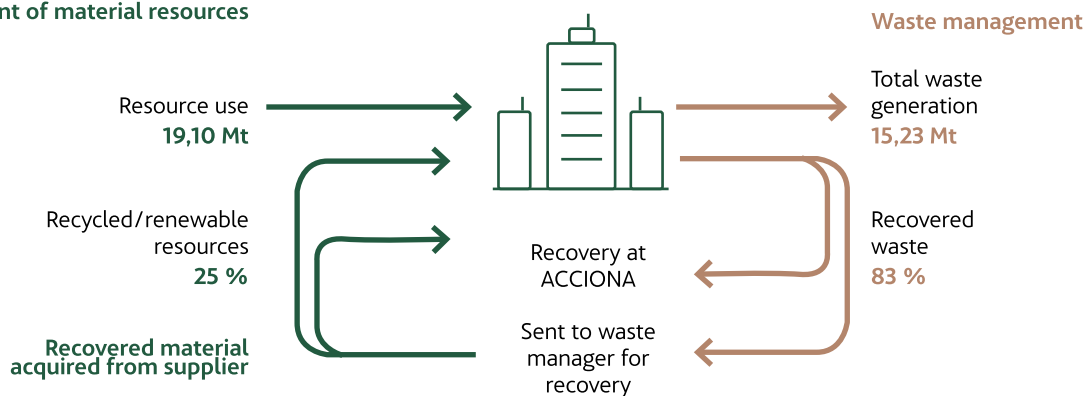 nt of material resources
Resource use
19,10 Mt
Recycled/renewable
resources
25 %
Recovered material
acquired from supplier
Recovery at
ACCIONA
Sent to waste
manager for
recovery
Waste management
Total waste
generation
15,23 Mt
Recovered
waste
83 %